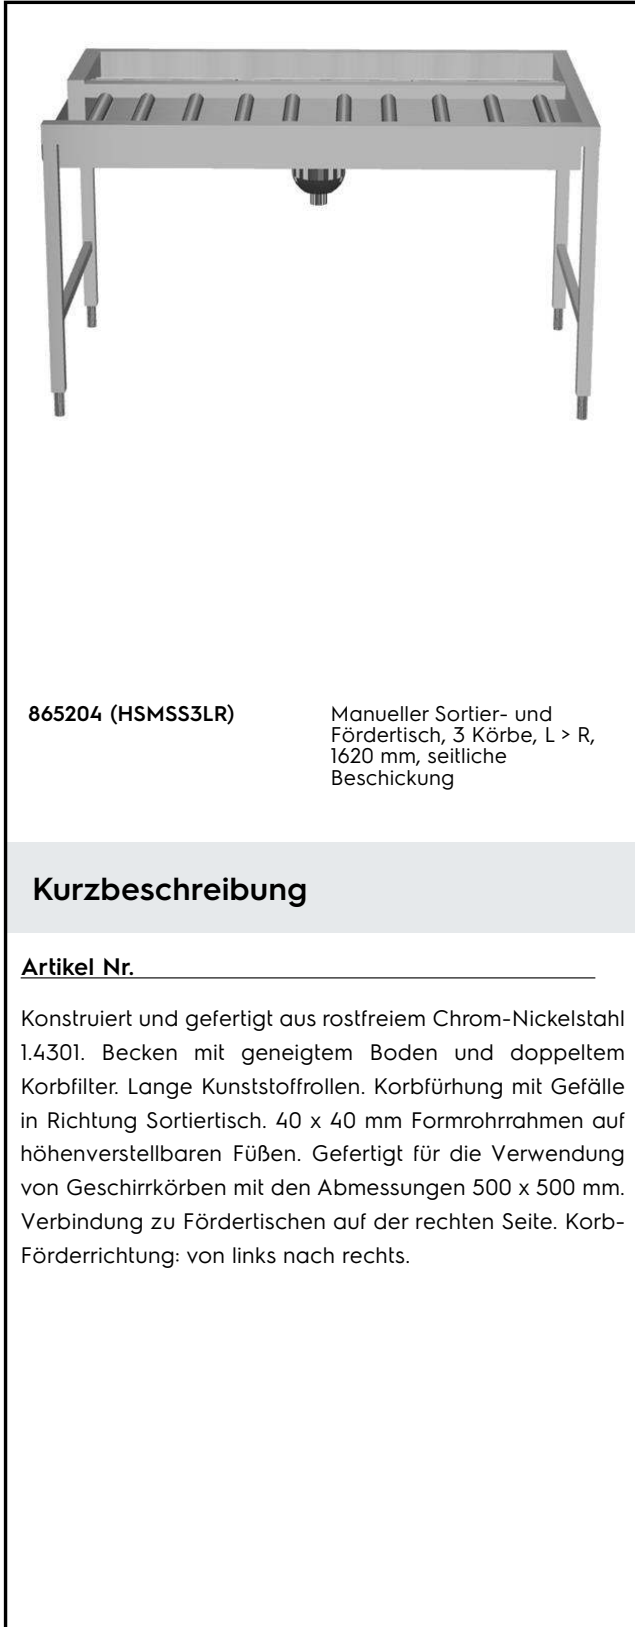 865204 (HSMSS3LR)
Manueller Sortier- und
Fördertisch, 3 Körbe, L > R,
1620 mm, seitliche
Beschickung
Kurzbeschreibung
Artikel Nr.
Konstruiert und gefertigt aus rostfreiem Chrom-Nickelstahl
1.4301. Becken mit geneigtem Boden und doppeltem
Korbfilter. Lange Kunststoffrollen. Korbfürhung mit Gefälle
in Richtung Sortiertisch. 40 x 40 mm Formrohrrahmen auf
höhenverstellbaren Füßen. Gefertigt für die Verwendung
von Geschirrkörben mit den Abmessungen 500 x 500 mm.
Verbindung zu Fördertischen auf der rechten Seite. Korb-
Förderrichtung: von links nach rechts.